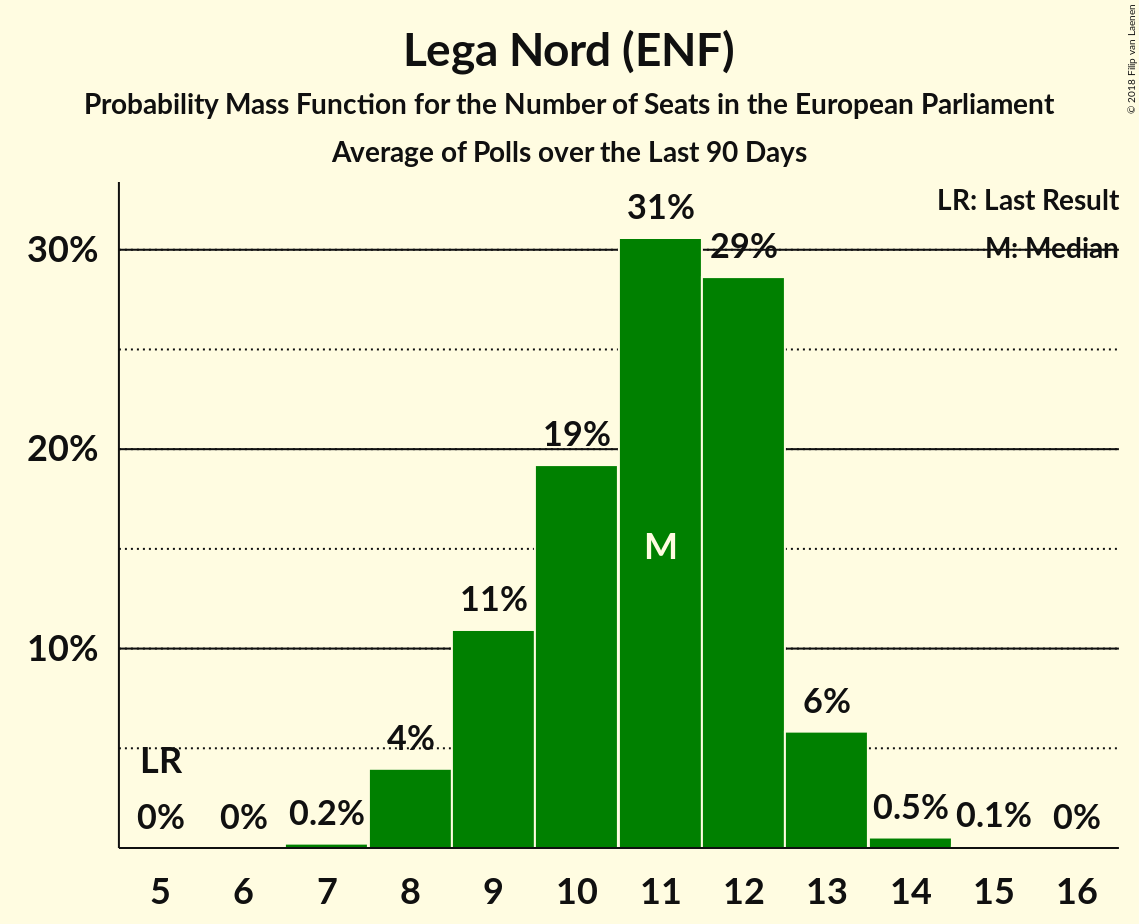 Lega Nord (ENF)
Probability Mass Function for the Number of Seats in the European Parliament
Average of Polls over the Last 90 Days
© 2018 Filip van Laenen
LR: Last Result
M: Median
30%
20%
10%
31%
29%
19%
11%
6%
4%
LR
0%
0%
0.2%
0.5%
0.1%
0%
M
5 6 7 8 9 10 11 12 13 14 15 16